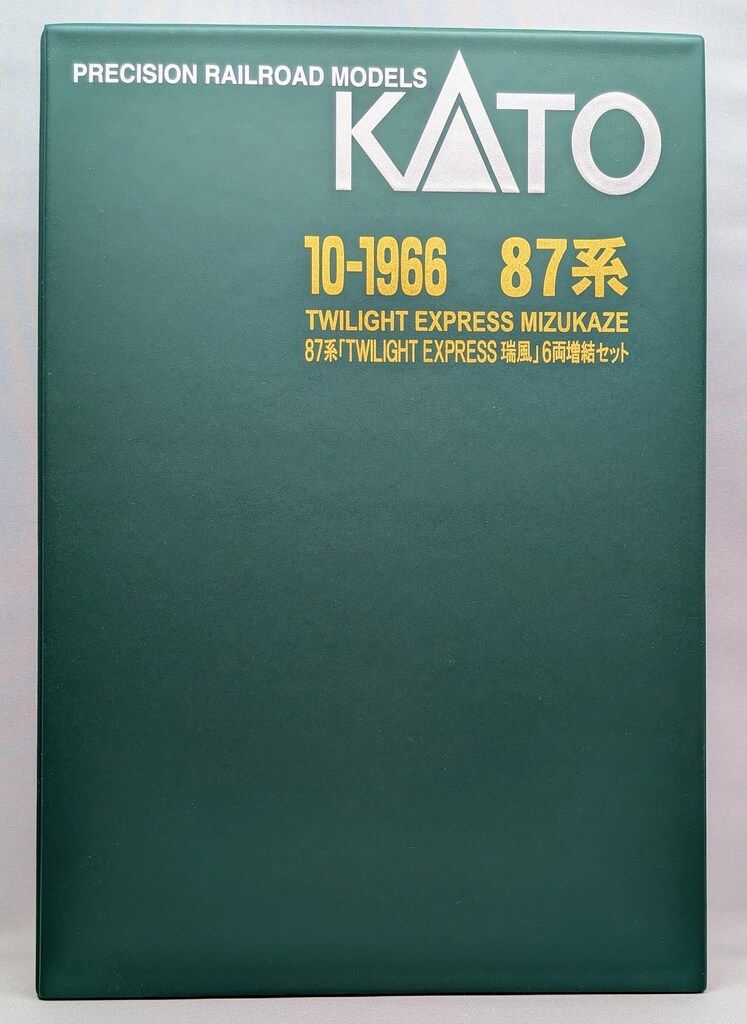 PRECISION RAILROAD MODELS
KATO
10-1966 87系
TWILIGHT EXPRESS MIZUKAZE
87系「TWILIGHT EXPRESS 瑞風」6両増結セット